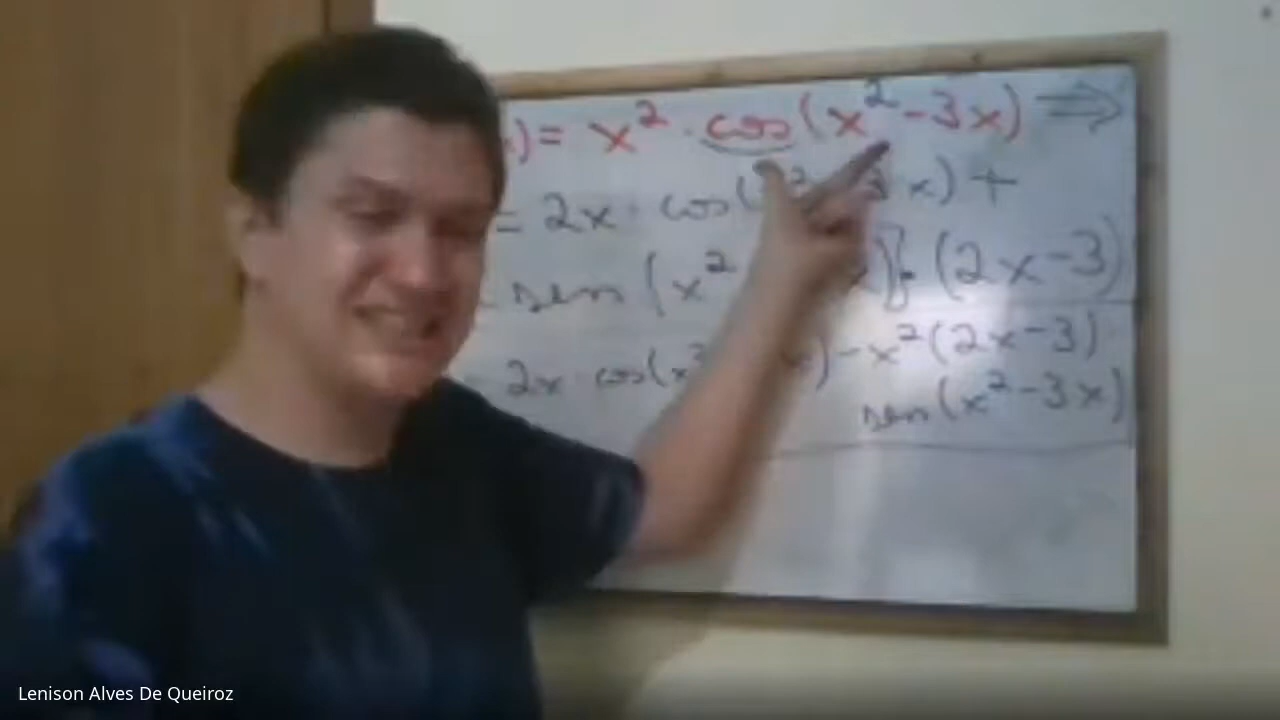 ) = x² · cos(x² - 3x) ⇒
= 2x · cos( x) +
sen (x² )]· (2x-3)
2x · cos(x ) - x²(2x-3)
sen(x² - 3x)
Lenison Alves De Queiroz